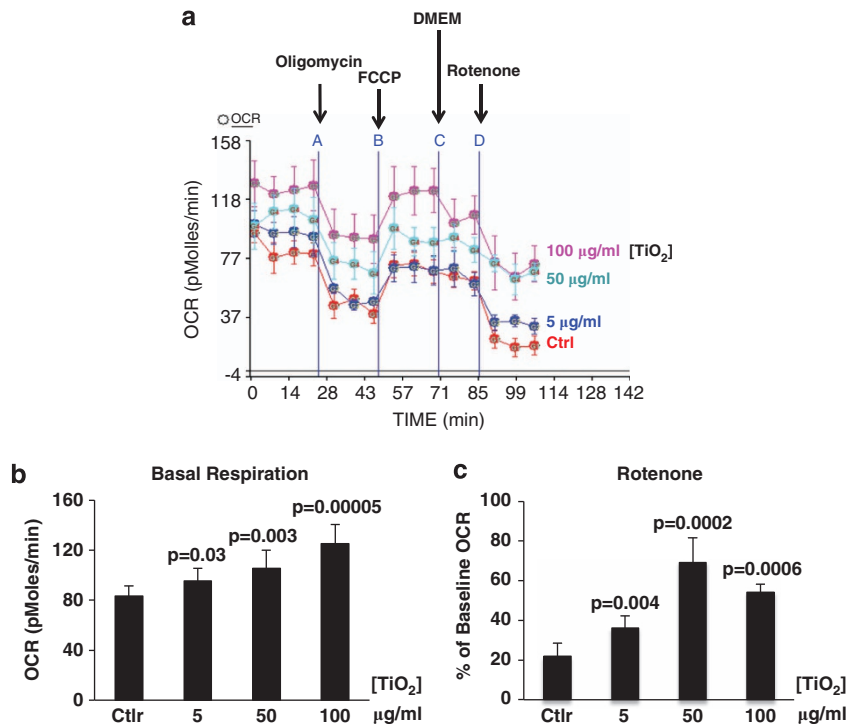 a
DMEM
Oligomycin
FCCP
Rotenone
OCR
A B C D
158
118
77
37
-4
OCR (pMolles/min)
100 μg/ml [TiO2]
50 μg/ml
5 μg/ml
Ctrl
0 14 28 43 57 71 85 99 114 128 142
TIME (min)
b
Basal Respiration
160
120
80
40
0
OCR (pMoles/min)
p=0.03
p=0.003
p=0.00005
[TiO2]
Ctlr 5 50 100 μg/ml
c
Rotenone
100
80
60
40
20
0
% of Baseline OCR
p=0.004
p=0.0002
p=0.0006
[TiO2]
Ctlr 5 50 100 μg/ml